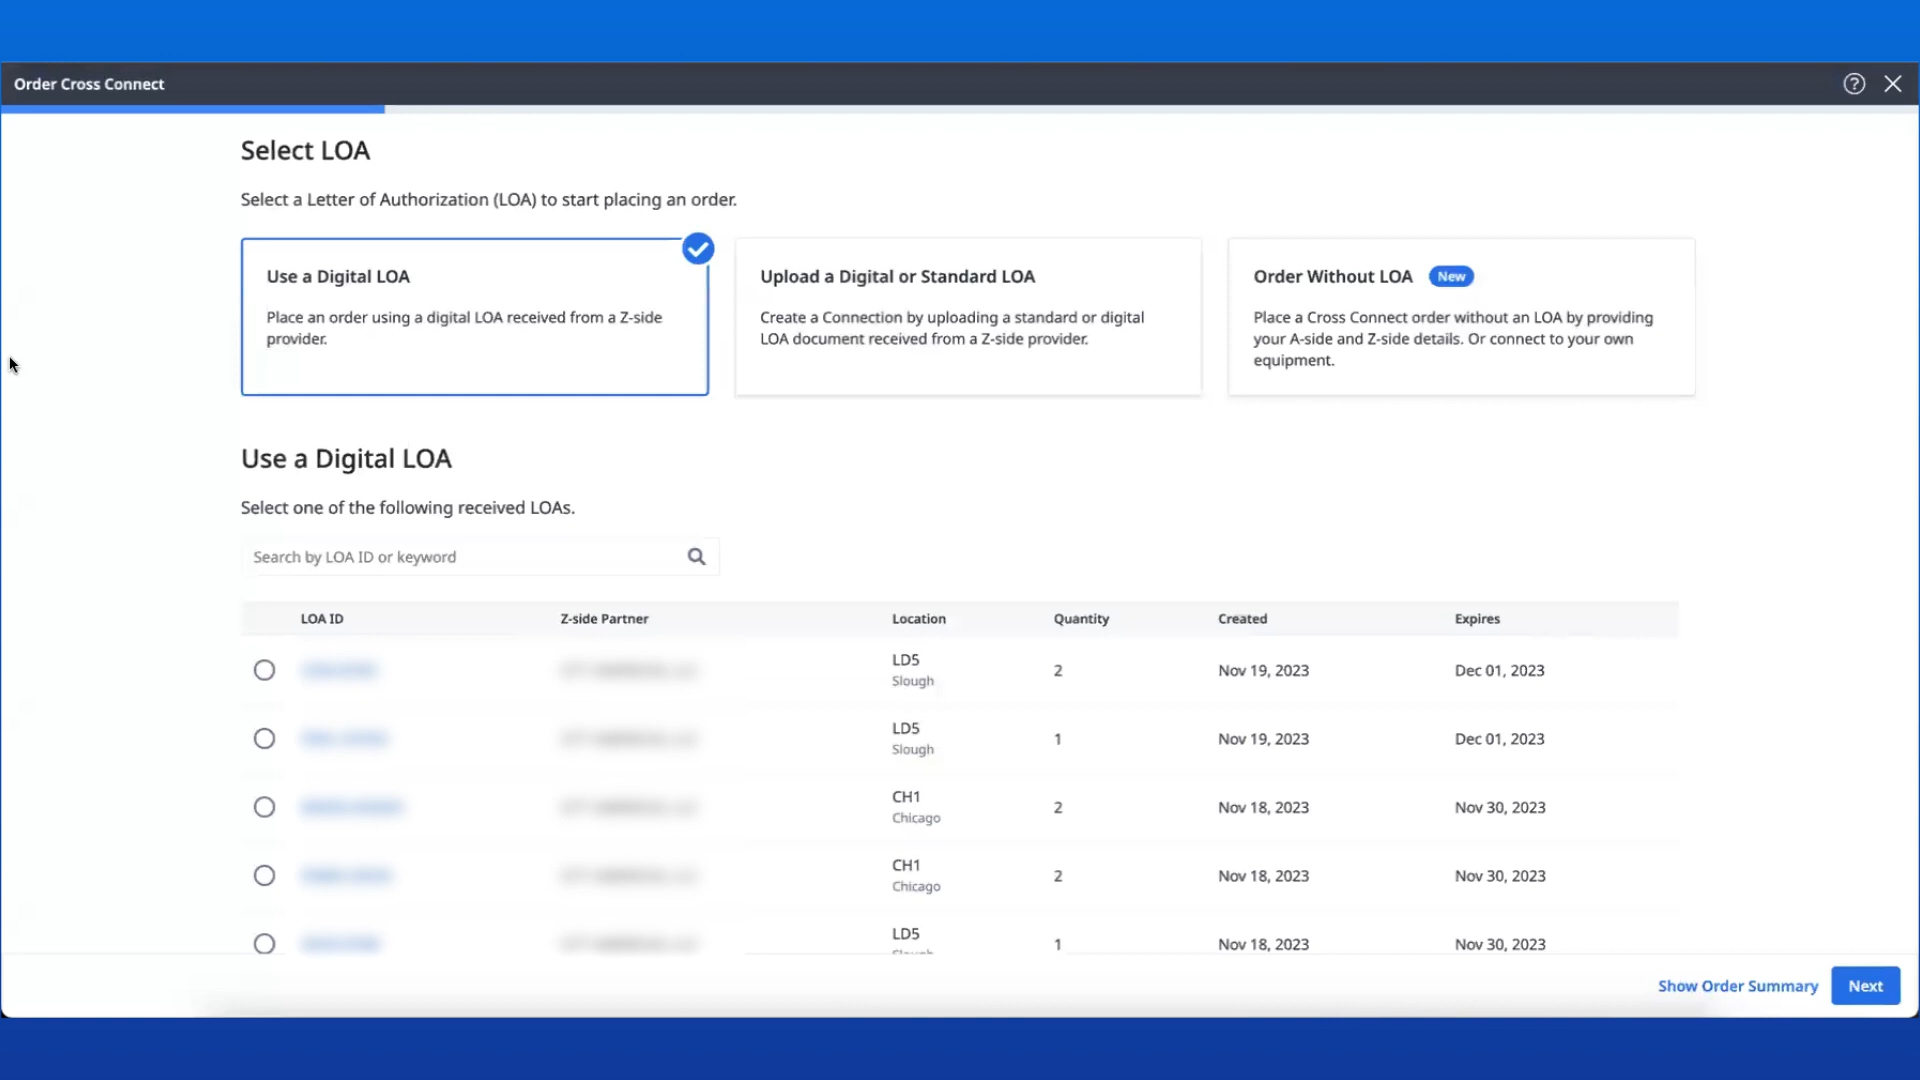 Order Cross Connect
Select LOA
Select a Letter of Authorization (LOA) to start placing an order.
Use a Digital LOA
Place an order using a digital LOA received from a Z-side
provider.
Upload a Digital or Standard LOA
Create a Connection by uploading a standard or digital
LOA document received from a Z-side provider.
Order Without LOA New
Place a Cross Connect order without an LOA by providing
your A-side and Z-side details. Or connect to your own
equipment.
Use a Digital LOA
Select one of the following received LOAs.
Search by LOA ID or keyword
LOA ID Z-side Partner Location Quantity Created Expires
LD5 2 Nov 19, 2023 Dec 01, 2023
Slough
LD5 1 Nov 19, 2023 Dec 01, 2023
Slough
CH1 2 Nov 18, 2023 Nov 30, 2023
Chicago
CH1 2 Nov 18, 2023 Nov 30, 2023
Chicago
LD5 1 Nov 18, 2023 Nov 30, 2023
Show Order Summary Next